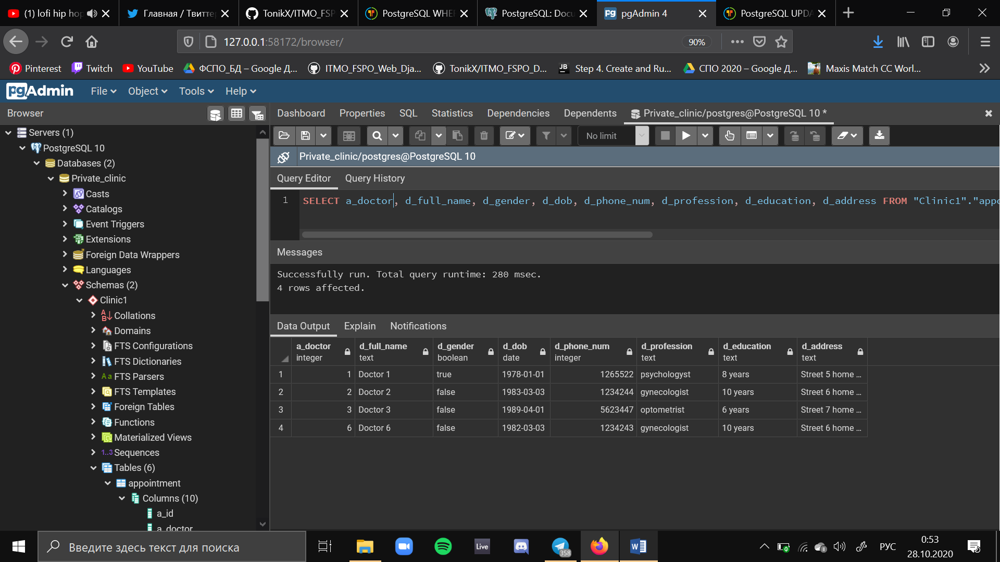 (1) lofi hip hop
Главная / Твитте
TonikX/ITMO_FSP
PostgreSQL WHE
PostgreSQL: Docu
pgAdmin 4
PostgreSQL UPDA
127.0.0.1:58172/browser/
90%
Pinterest
Twitch
YouTube
ФСПО_БД – Google Д...
ITMO_FSPO_Web_Dja...
TonikX/ITMO_FSPO_D...
JB
Step 4. Create and Ru...
СПО 2020 – Google Д...
Maxis Match CC Worl...
pgAdmin
File
Object
Tools
Help
Browser
Dashboard
Properties
SQL
Statistics
Dependencies
Dependents
Private_clinic/postgres@PostgreSQL 10 *
Servers (1)
PostgreSQL 10
Databases (2)
Private_clinic
Casts
Catalogs
Event Triggers
Extensions
Foreign Data Wrappers
Languages
Schemas (2)
Clinic1
Collations
Domains
FTS Configurations
FTS Dictionaries
FTS Parsers
FTS Templates
Foreign Tables
Functions
Materialized Views
1..3 Sequences
Tables (6)
appointment
Columns (10)
a_id
a_doctor
No limit
Private_clinic/postgres@PostgreSQL 10
Query Editor
Query History
1 SELECT a_doctor, d_full_name, d_gender, d_dob, d_phone_num, d_profession, d_education, d_address FROM "Clinic1"."appo
Messages
Successfully run. Total query runtime: 280 msec.
4 rows affected.
Data Output
Explain
Notifications
a_doctor d_full_name d_gender d_dob d_phone_num d_profession d_education d_address
integer text boolean date integer text text text
1 1 Doctor 1 true 1978-01-01 1265522 psychologyst 8 years Street 5 home ...
2 2 Doctor 2 false 1983-03-03 1234244 gynecologist 10 years Street 6 home ...
3 3 Doctor 3 false 1989-04-01 5623447 optometrist 6 years Street 7 home ...
4 6 Doctor 6 false 1982-03-03 1234243 gynecologist 10 years Street 6 home ...
Введите здесь текст для поиска
Live
358
РУС
0:53
28.10.2020